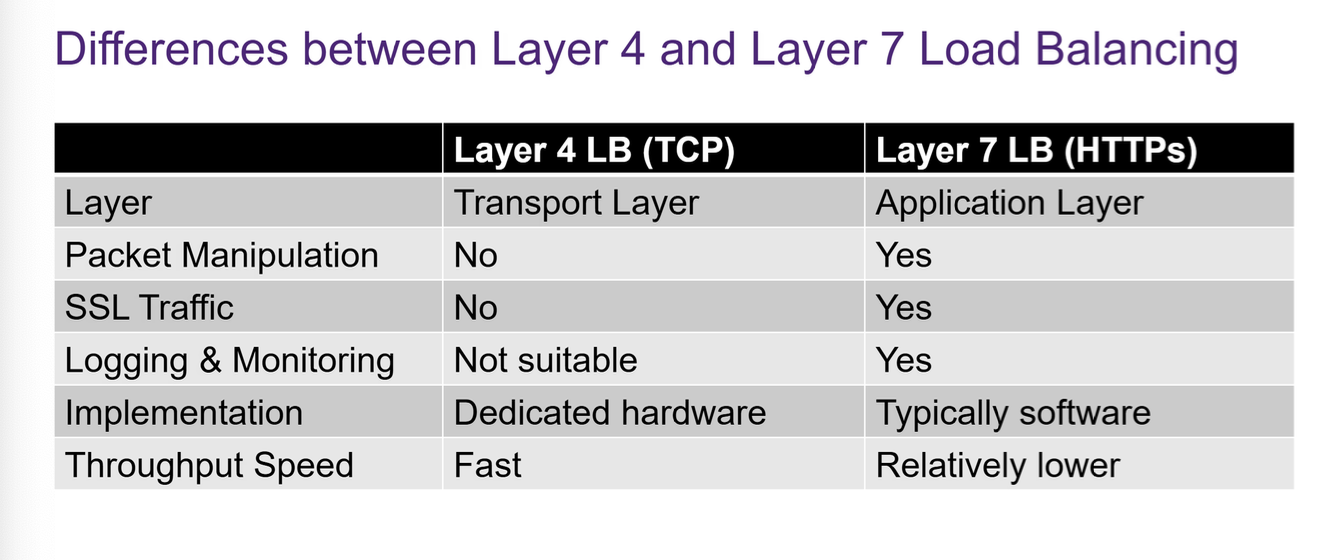 Differences between Layer 4 and Layer 7 Load Balancing
Layer 4 LB (TCP) Layer 7 LB (HTTPs)
Layer Transport Layer Application Layer
Packet Manipulation No Yes
SSL Traffic No Yes
Logging & Monitoring Not suitable Yes
Implementation Dedicated hardware Typically software
Throughput Speed Fast Relatively lower